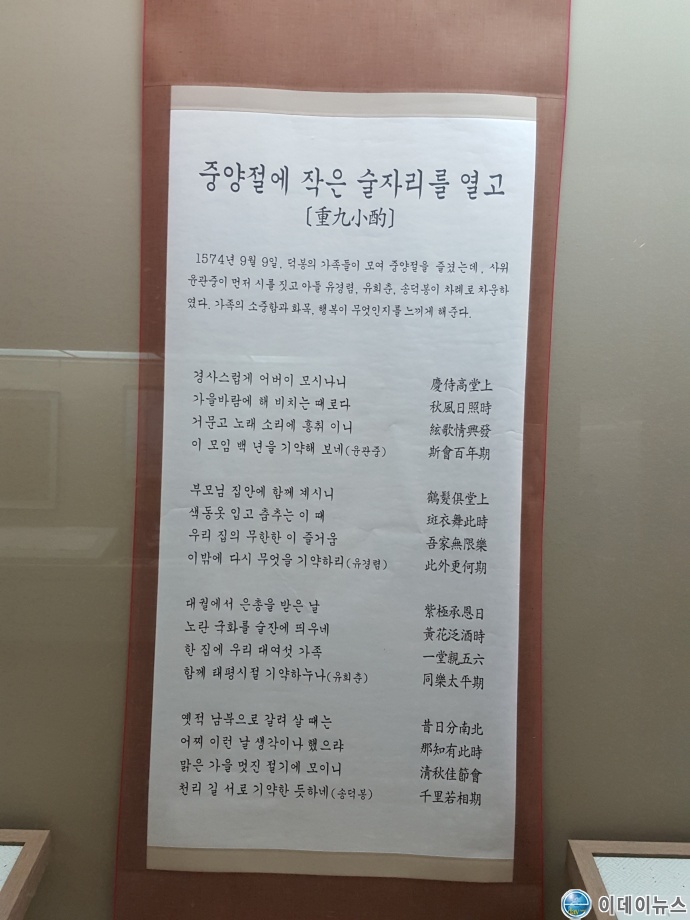 중양절에 작은 술자리를 열고
[重九小酌]
1574년 9월 9일, 덕봉의 가족들이 모여 중양절을 즐겼는데, 사위
윤관중이 먼저 시를 짓고 아들 유경렴, 유희춘, 송덕봉이 차례로 차운하
였다. 가족의 소중함과 화목, 행복이 무엇인지를 느끼게 해준다.
경사스럽게 어버이 모시나니 慶侍高堂上
가을바람에 해 비치는 때로다 秋風日照時
거문고 노래 소리에 흥취 이니 絃歌情興發
이 모임 백 년을 기약해 보네(윤관중) 斯會百年期
부모님 집안에 함께 계시니 鶴髮俱堂上
색동옷 입고 춤추는 이 때 斑衣舞此時
우리 집의 무한한 이 즐거움 吾家無限樂
이밖에 다시 무엇을 기약하리(유경렴) 此外更何期
대궐에서 은총을 받은 날 紫極承恩日
노란 국화를 술잔에 띄우네 黃花泛酒時
한 집에 우리 대여섯 가족 一堂親五六
함께 태평시절 기약하누나(유희춘) 同樂太平期
옛적 남북으로 갈려 살 때는 昔日分南北
어찌 이런 날 생각이나 했으랴 那知有此時
맑은 가을 멋진 절기에 모이니 清秋佳節會
천리 길 서로 기약한 듯하네(송덕봉) 千里若相期
이데이뉴스